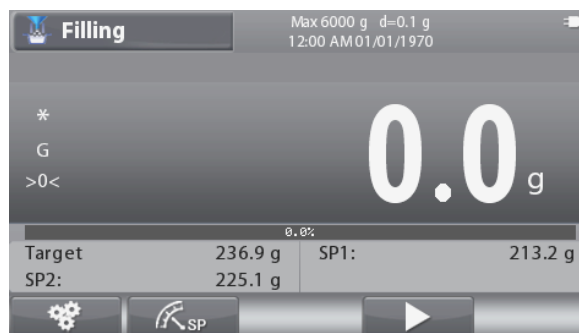 Filling
Max 6000 g d=0.1 g
12:00 AM 01/01/1970
*
G
>0<
0.0 g
0.0%
Target 236.9 g SP1: 213.2 g
SP2: 225.1 g
SP